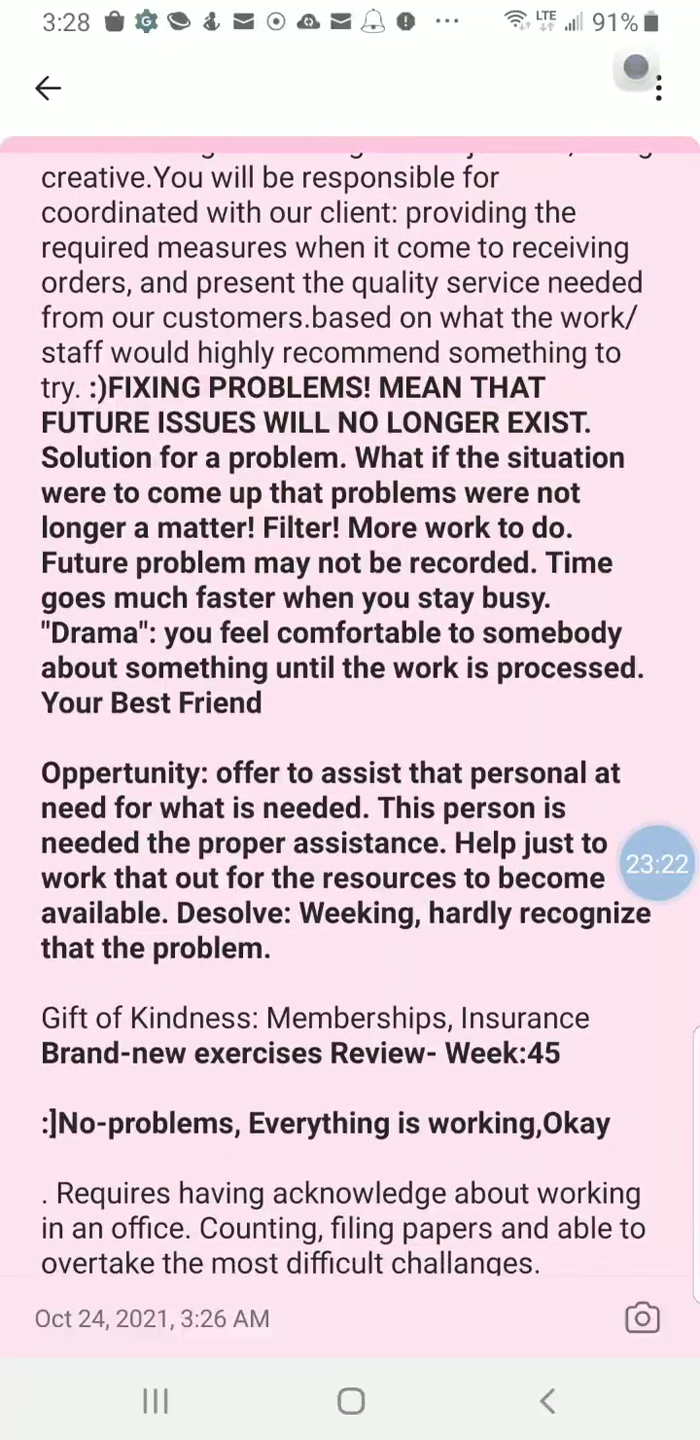 3:28 LTE 91%
creative.You will be responsible for
coordinated with our client: providing the
required measures when it come to receiving
orders, and present the quality service needed
from our customers.based on what the work/
staff would highly recommend something to
try. :)FIXING PROBLEMS! MEAN THAT
FUTURE ISSUES WILL NO LONGER EXIST.
Solution for a problem. What if the situation
were to come up that problems were not
longer a matter! Filter! More work to do.
Future problem may not be recorded. Time
goes much faster when you stay busy.
"Drama": you feel comfortable to somebody
about something until the work is processed.
Your Best Friend
Oppertunity: offer to assist that personal at
need for what is needed. This person is
needed the proper assistance. Help just to
work that out for the resources to become
available. Desolve: Weeking, hardly recognize
that the problem.
23:22
Gift of Kindness: Memberships, Insurance
Brand-new exercises Review- Week:45
:]No-problems, Everything is working,Okay
. Requires having acknowledge about working
in an office. Counting, filing papers and able to
overtake the most difficult challanges.
Oct 24, 2021, 3:26 AM